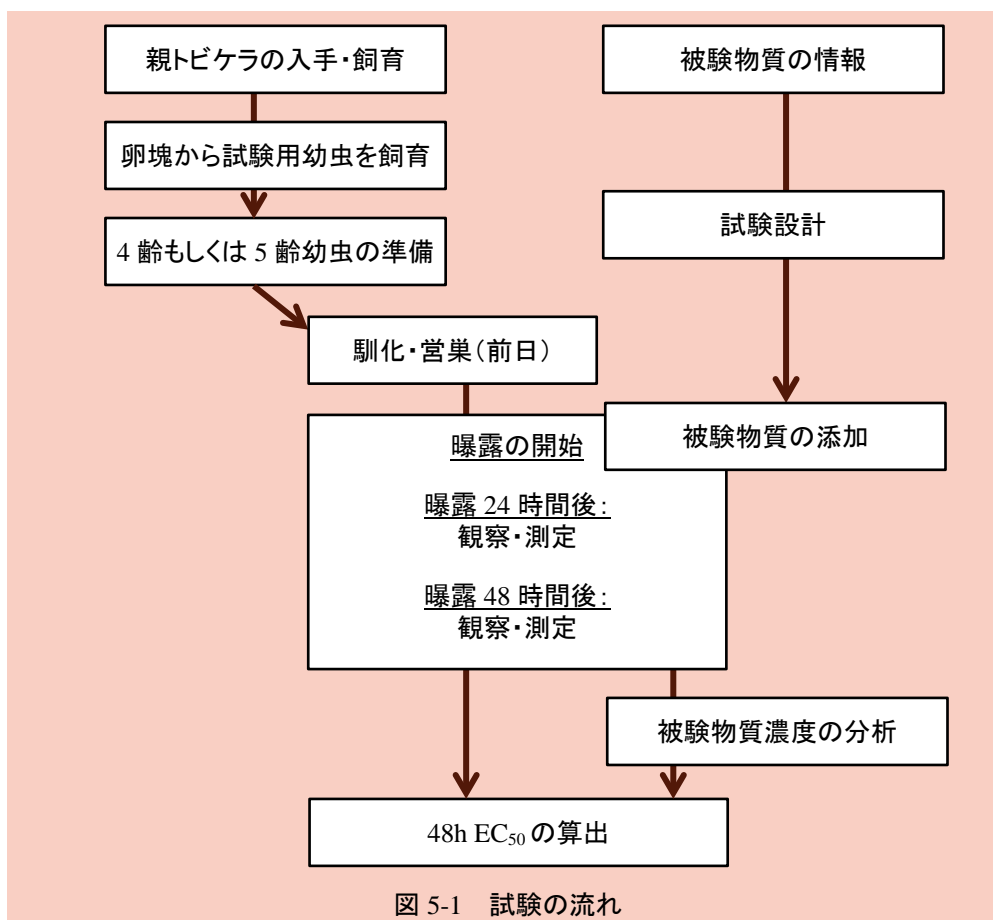 親トビケラの入手・飼育
被験物質の情報
卵塊から試験用幼虫を飼育
試験設計
4 齢もしくは 5 齢幼虫の準備
馴化・営巣(前日)
被験物質の添加
曝露の開始
曝露 24 時間後:
観察・測定
曝露 48 時間後:
観察・測定
被験物質濃度の分析
48h EC₅₀ の算出
図 5-1 試験の流れ